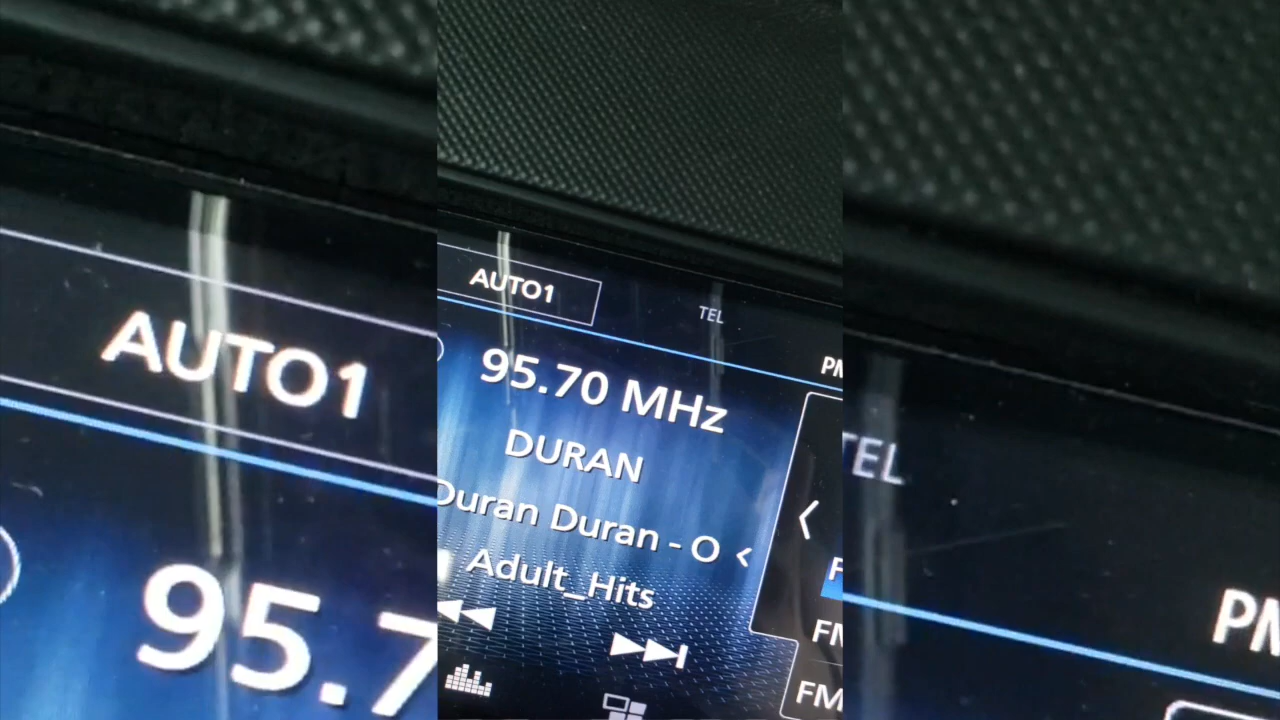 AUTO1
TEL
PM
95.70 MHz
DURAN
Duran Duran - O
Adult_Hits
FM
FM
AUTO1
95.7
TEL
PM